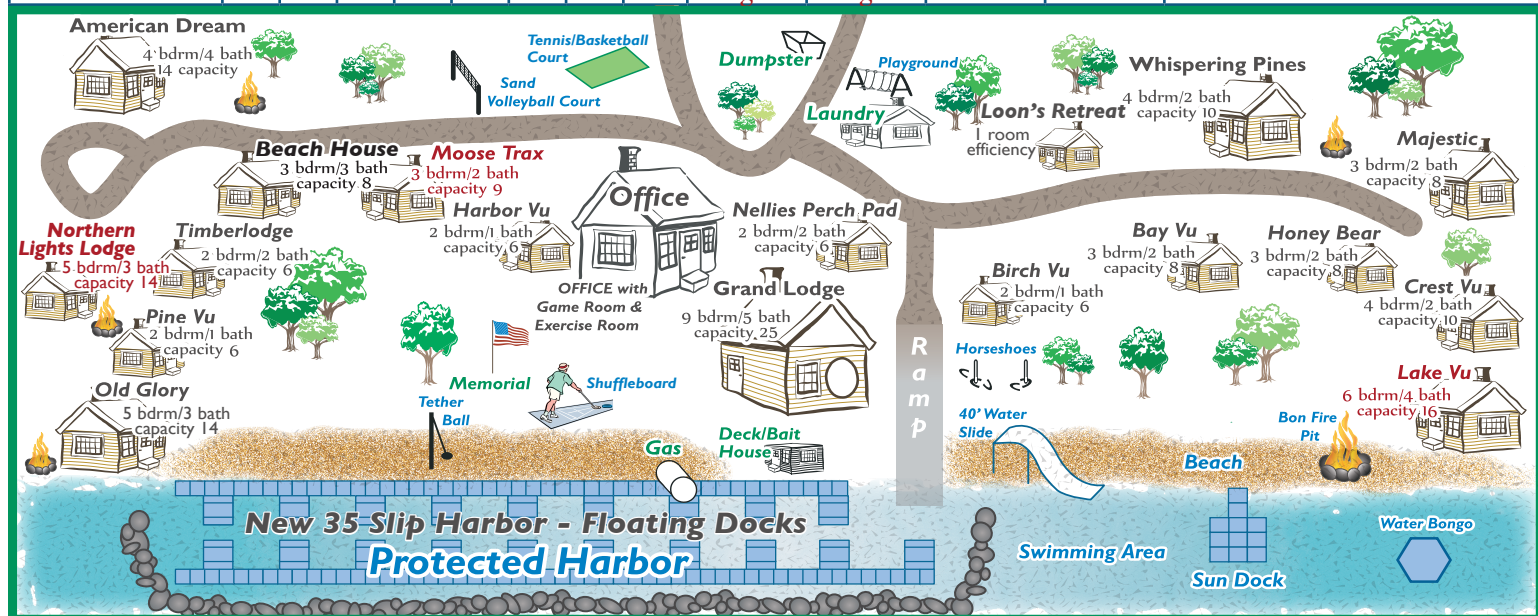 American Dream
4 bdrm/4 bath
14 capacity
Tennis/Basketball
Court
Sand
Volleyball Court
Dumpster
Playground
Laundry
Loon's Retreat
1 room
efficiency
Whispering Pines
4 bdrm/2 bath
capacity 10
Majestic
3 bdrm/2 bath
capacity 8
Beach House
3 bdrm/3 bath
capacity 8
Moose Trax
3 bdrm/2 bath
capacity 9
Harbor Vu
2 bdrm/1 bath
capacity 6
Office
OFFICE with
Game Room &
Exercise Room
Nellies Perch Pad
2 bdrm/2 bath
capacity 6
Northern
Lights Lodge
5 bdrm/3 bath
capacity 14
Timberlodge
2 bdrm/2 bath
capacity 6
Bay Vu
3 bdrm/2 bath
capacity 8
Honey Bear
3 bdrm/2 bath
capacity 8
Birch Vu
2 bdrm/1 bath
capacity 6
Crest Vu
4 bdrm/2 bath
capacity 10
Grand Lodge
9 bdrm/5 bath
capacity 25
Pine Vu
2 bdrm/1 bath
capacity 6
Ramp
Horseshoes
Memorial
Shuffleboard
Old Glory
5 bdrm/3 bath
capacity 14
Tether
Ball
Lake Vu
6 bdrm/4 bath
capacity 16
40' Water
Slide
Bon Fire
Pit
Gas
Deck/Bait
House
Beach
New 35 Slip Harbor - Floating Docks
Protected Harbor
Swimming Area
Sun Dock
Water Bongo